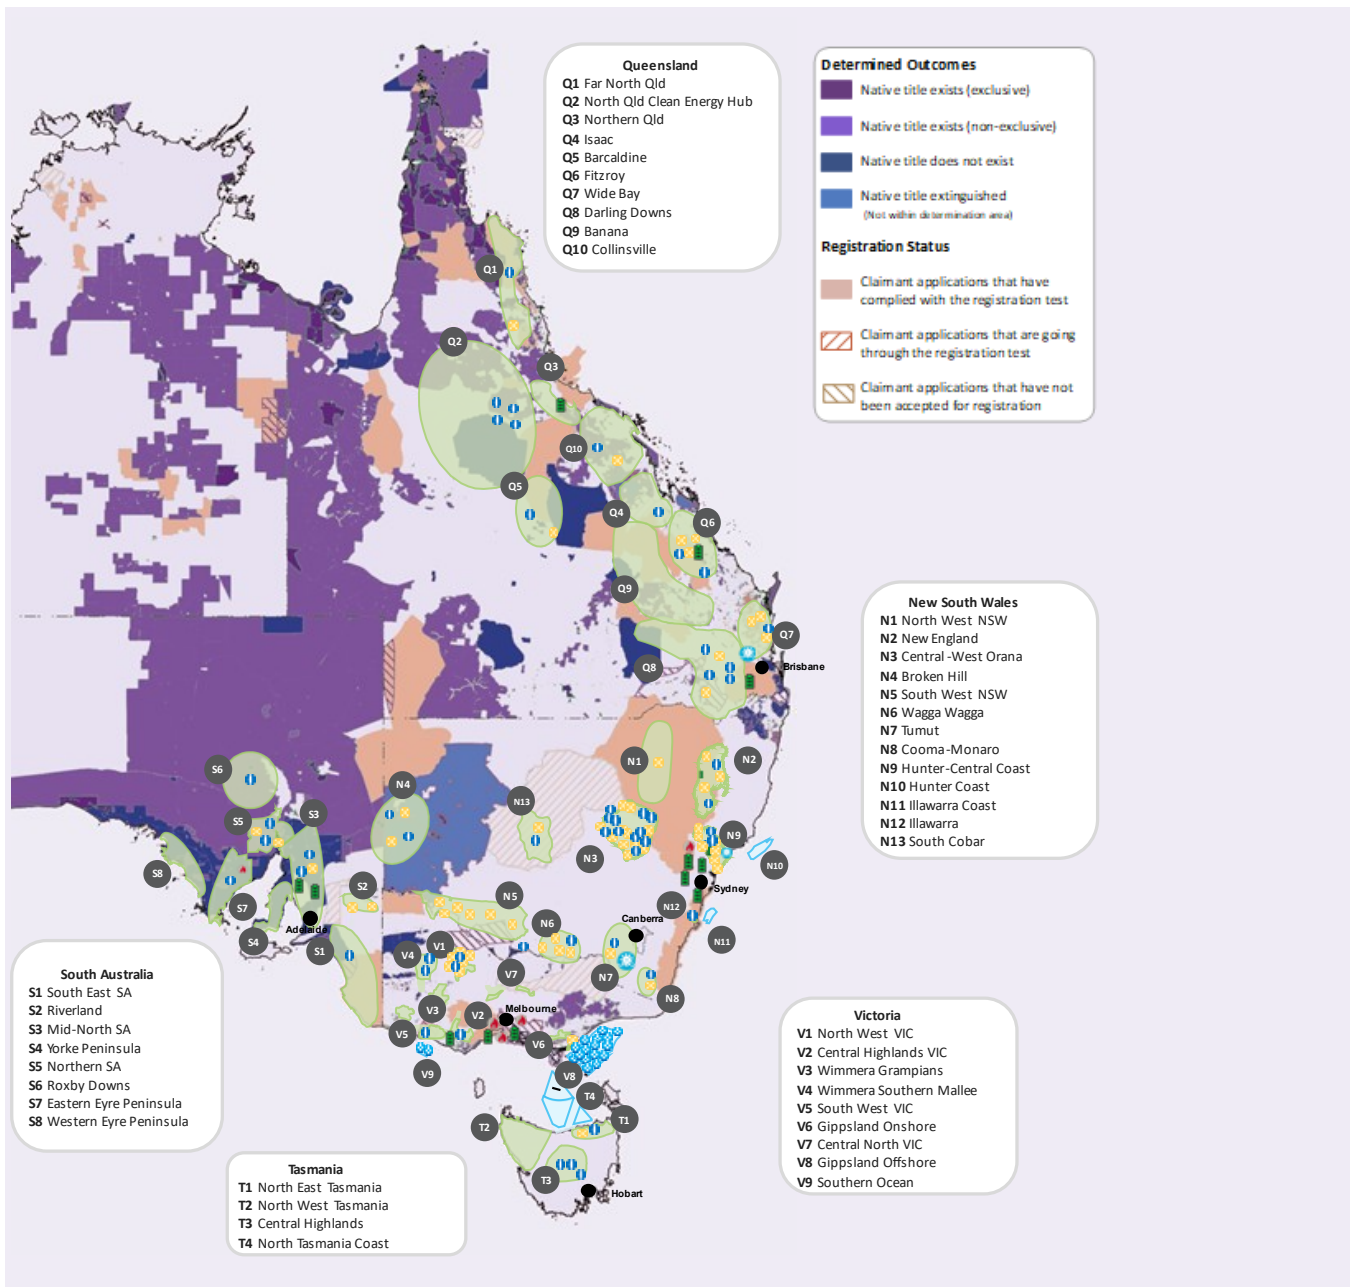 Queensland
Q1 Far North Qld
Q2 North Qld Clean Energy Hub
Q3 Northern Qld
Q4 Isaac
Q5 Barcaldine
Q6 Fitzroy
Q7 Wide Bay
Q8 Darling Downs
Q9 Banana
Q10 Collinsville
Determined Outcomes
Native title exists (exclusive)
Native title exists (non-exclusive)
Native title does not exist
Native title extinguished
(Not within determination area)
Registration Status
Claimant applications that have
complied with the registration test
Claimant applications that are going
through the registration test
Claimant applications that have not
been accepted for registration
Q1
Q2
Q3
Q10
Q5
Q4
Q6
Q9
Q7
Q8
Brisbane
New South Wales
N1 North West NSW
N2 New England
N3 Central-West Orana
N4 Broken Hill
N5 South West NSW
N6 Wagga Wagga
N7 Tumut
N8 Cooma-Monaro
N9 Hunter-Central Coast
N10 Hunter Coast
N11 Illawarra Coast
N12 Illawarra
N13 South Cobar
S6
N1
N2
N4
S3
N13
S5
N9
N3
N10
S8
S2
Sydney
N5
N12
S7
Adelaide
N6
Canberra
N11
S4
S1
V1
V4
V7
N7
N8
V3
V2
Melbourne
V5
V6
V9
V8
T4
T1
T2
T3
Hobart
South Australia
S1 South East SA
S2 Riverland
S3 Mid-North SA
S4 Yorke Peninsula
S5 Northern SA
S6 Roxby Downs
S7 Eastern Eyre Peninsula
S8 Western Eyre Peninsula
Victoria
V1 North West VIC
V2 Central Highlands VIC
V3 Wimmera Grampians
V4 Wimmera Southern Mallee
V5 South West VIC
V6 Gippsland Onshore
V7 Central North VIC
V8 Gippsland Offshore
V9 Southern Ocean
Tasmania
T1 North East Tasmania
T2 North West Tasmania
T3 Central Highlands
T4 North Tasmania Coast